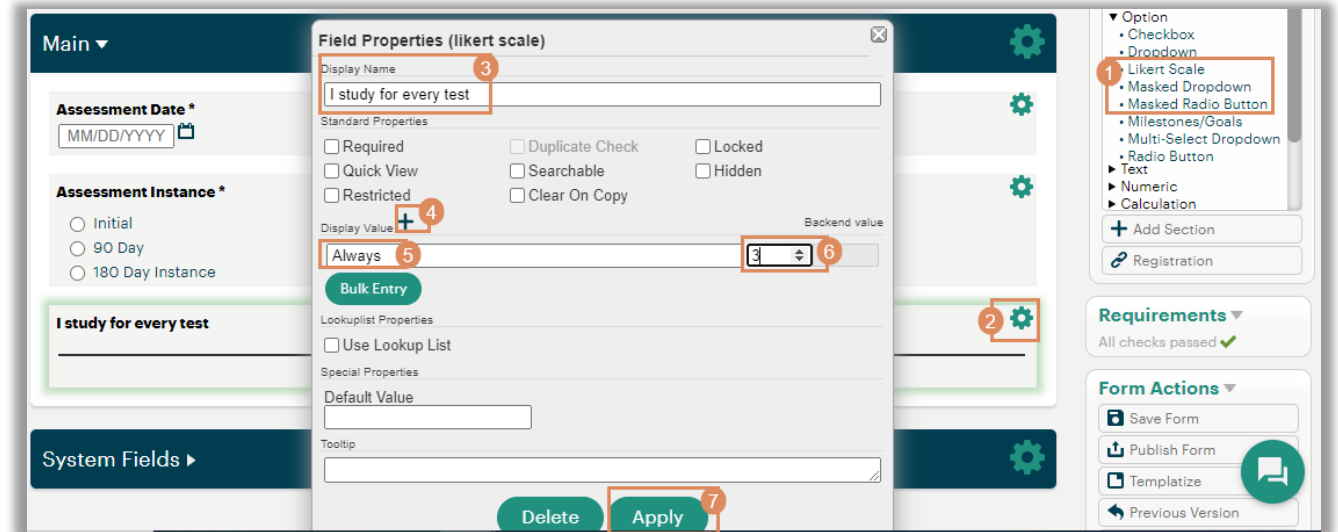 Main
Assessment Date *
MM/DD/YYYY
Assessment Instance *
Initial
90 Day
180 Day Instance
I study for every test
2
System Fields
Field Properties (likert scale)
Display Name
3
I study for every test
Standard Properties
Required Duplicate Check Locked
Quick View Searchable Hidden
Restricted Clear On Copy
Display Value + 4 Backend value
Always 5 3 6
Bulk Entry
Lookuplist Properties
Use Lookup List
Special Properties
Default Value
Tooltip
Delete Apply 7
Option
Checkbox
Dropdown
1 Likert Scale
Masked Dropdown
Masked Radio Button
Milestones/Goals
Multi-Select Dropdown
Radio Button
Text
Numeric
Calculation
+ Add Section
Registration
Requirements
All checks passed
Form Actions
Save Form
Publish Form
Templatize
Previous Version